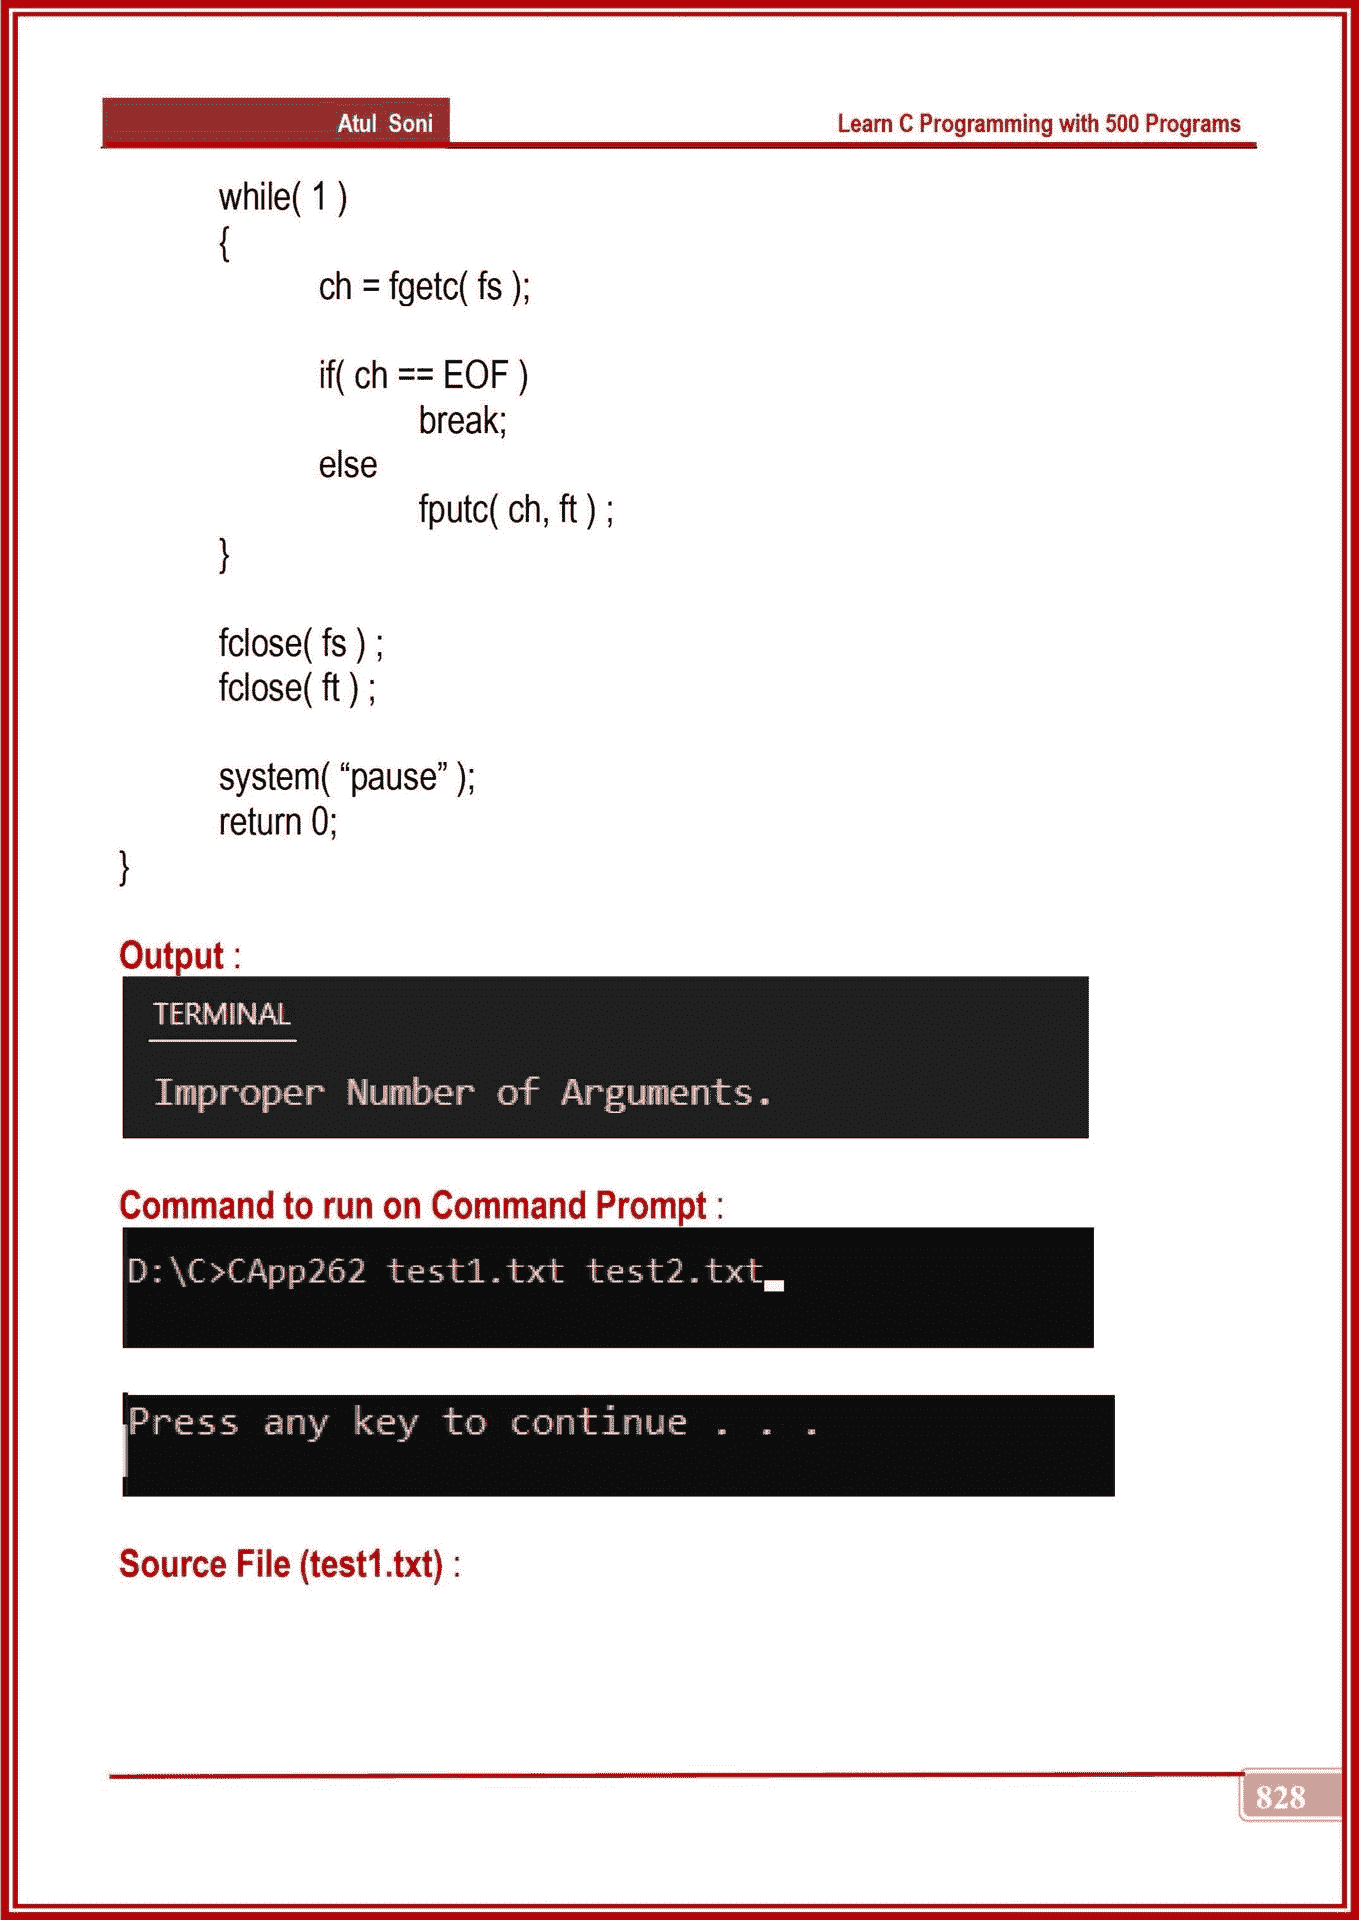 Atul Soni
Learn C Programming with 500 Programs
while( 1 )
{
ch = fgetc( fs );
if( ch == EOF )
break;
else
fputc( ch, ft ) ;
}
fclose( fs ) ;
fclose( ft ) ;
system( “pause” );
return 0;
}
Output :
TERMINAL
Improper Number of Arguments.
Command to run on Command Prompt :
D:\C>CApp262 test1.txt test2.txt
Press any key to continue . . .
Source File (test1.txt) :
828